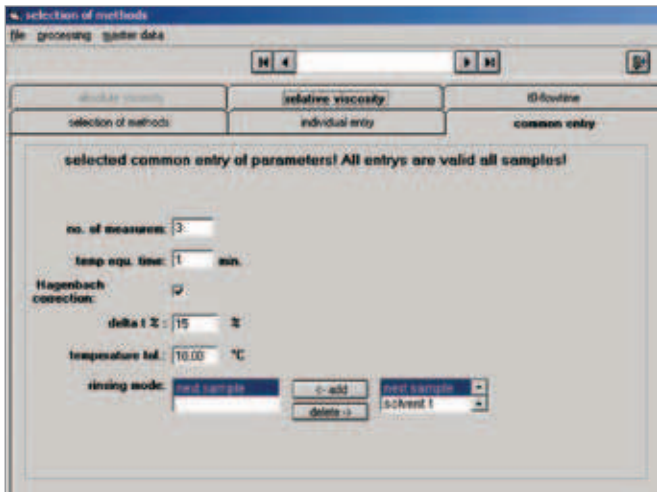 selection of methods
file processing master data
absolute viscosity relative viscosity t0-flowtime
selection of methods individual entry common entry
selected common entry of parameters! All entrys are valid all samples!
no. of measurem: 3
temp equ. time: 1 min.
Hagenbach
correction:
delta t % : 15 %
temperature tol.: 10.00 °C
rinsing mode: next sample <- add next sample
delete -> solvent 1